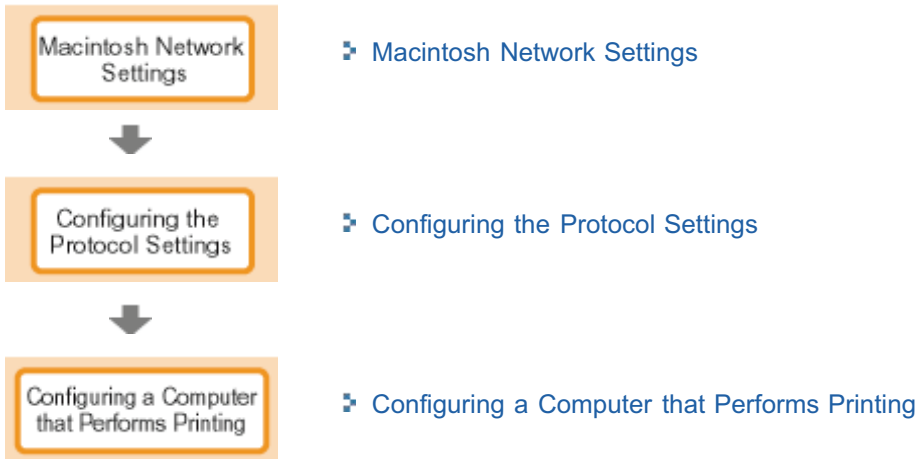 Macintosh Network
Settings
Macintosh Network Settings
Configuring the
Protocol Settings
Configuring the Protocol Settings
Configuring a Computer
that Performs Printing
Configuring a Computer that Performs Printing